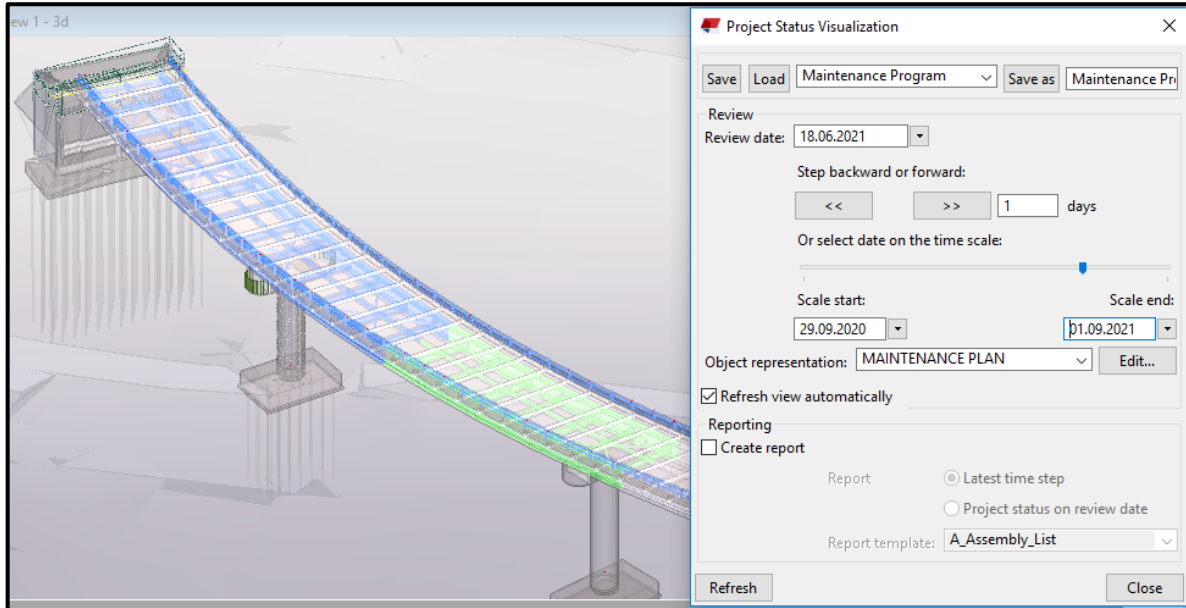 ew 1 - 3d
Project Status Visualization
Save Load Maintenance Program Save as Maintenance Pr
Review
Review date: 18.06.2021
Step backward or forward:
<< >> 1 days
Or select date on the time scale:
Scale start: Scale end:
29.09.2020 01.09.2021
Object representation: MAINTENANCE PLAN Edit...
Refresh view automatically
Reporting
Create report
Report Latest time step
Project status on review date
Report template: A_Assembly_List
Refresh Close